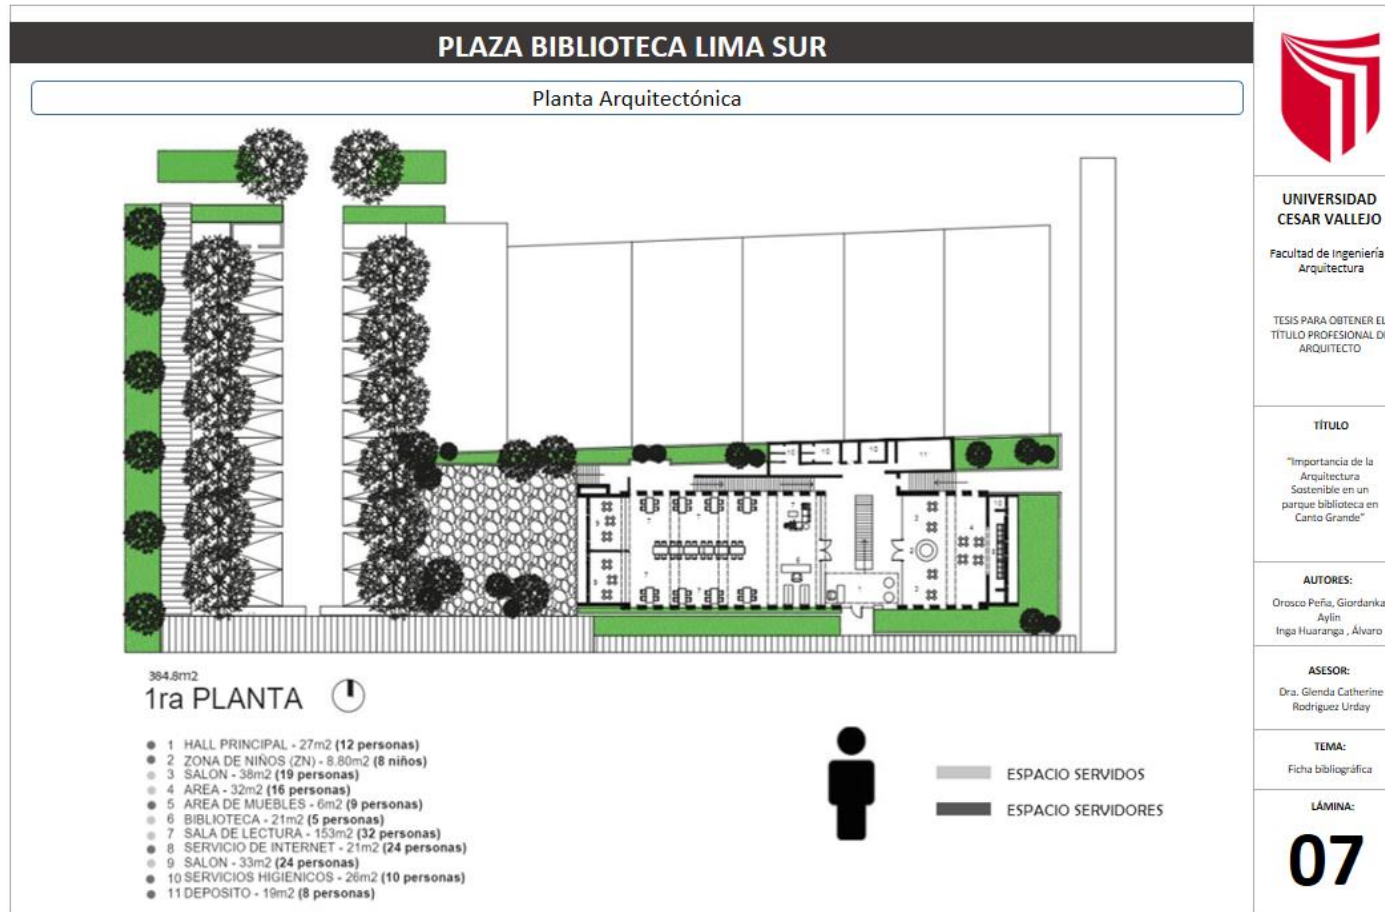 PLAZA BIBLIOTECA LIMA SUR
Planta Arquitectónica
384.8m2
1ra PLANTA
1 HALL PRINCIPAL - 27m2 (12 personas)
2 ZONA DE NIÑOS (ZN) - 8.80m2 (8 niños)
3 SALON - 38m2 (19 personas)
4 AREA - 32m2 (16 personas)
5 AREA DE MUEBLES - 6m2 (9 personas)
6 BIBLIOTECA - 21m2 (5 personas)
7 SALA DE LECTURA - 153m2 (32 personas)
8 SERVICIO DE INTERNET - 21m2 (24 personas)
9 SALON - 33m2 (24 personas)
10 SERVICIOS HIGIENICOS - 26m2 (10 personas)
11 DEPOSITO - 19m2 (8 personas)
ESPACIO SERVIDOS
ESPACIO SERVIDORES
UNIVERSIDAD
CESAR VALLEJO
Facultad de Ingeniería
Arquitectura
TESIS PARA OBTENER EL
TÍTULO PROFESIONAL DE
ARQUITECTO
TÍTULO
"Importancia de la
Arquitectura
Sostenible en un
parque biblioteca en
Canto Grande"
AUTORES:
Orosco Peña, Giordanka
Aylin
Inga Huaranga , Álvaro
ASESOR:
Dra. Glenda Catherine
Rodriguez Urday
TEMA:
Ficha bibliográfica
LÁMINA:
07